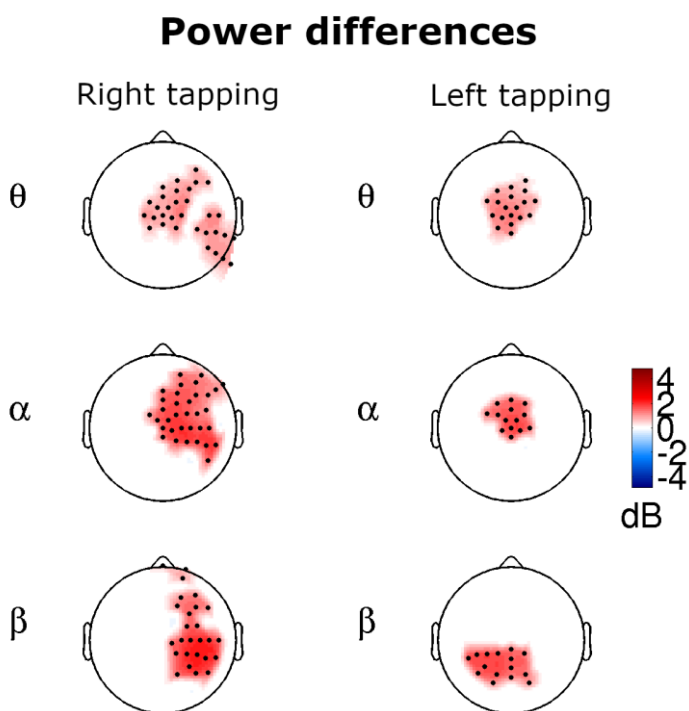 Power differences
Right tapping
Left tapping
θ
θ
α
α
4
2
0
-2
-4
dB
β
β